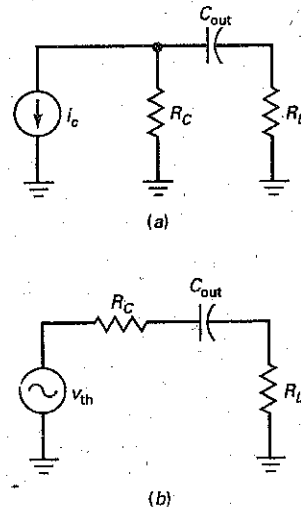 C_out
i_c
R_C
R_L
(a)
C_out
R_C
v_th
R_L
(b)